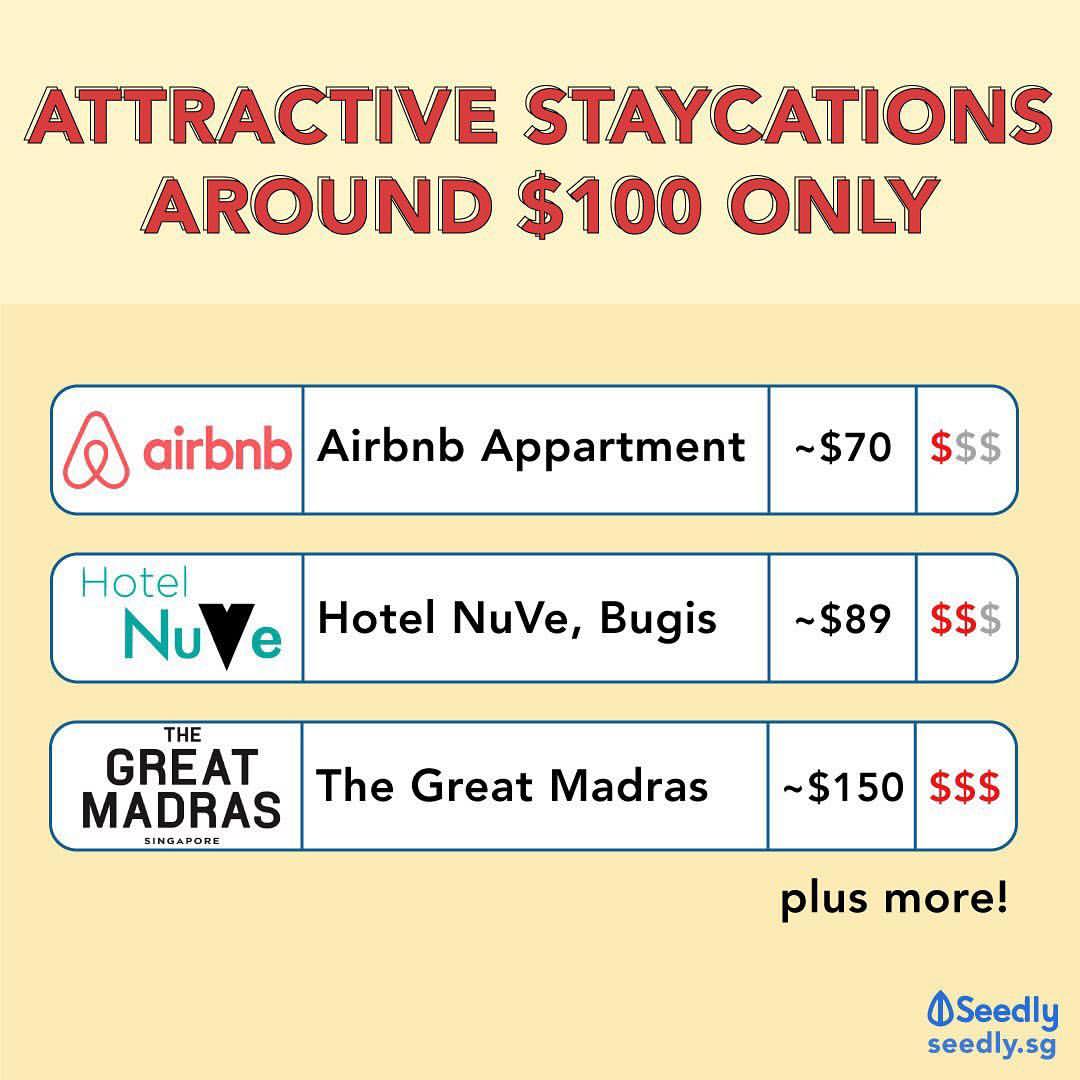 ATTRACTIVE STAYCATIONS
AROUND $100 ONLY
airbnb Airbnb Appartment ~$70 $$$
Hotel
NuVe Hotel NuVe, Bugis ~$89 $$$
THE
GREAT
MADRAS
SINGAPORE
The Great Madras ~$150 $$$
plus more!
Seedly
seedly.sg